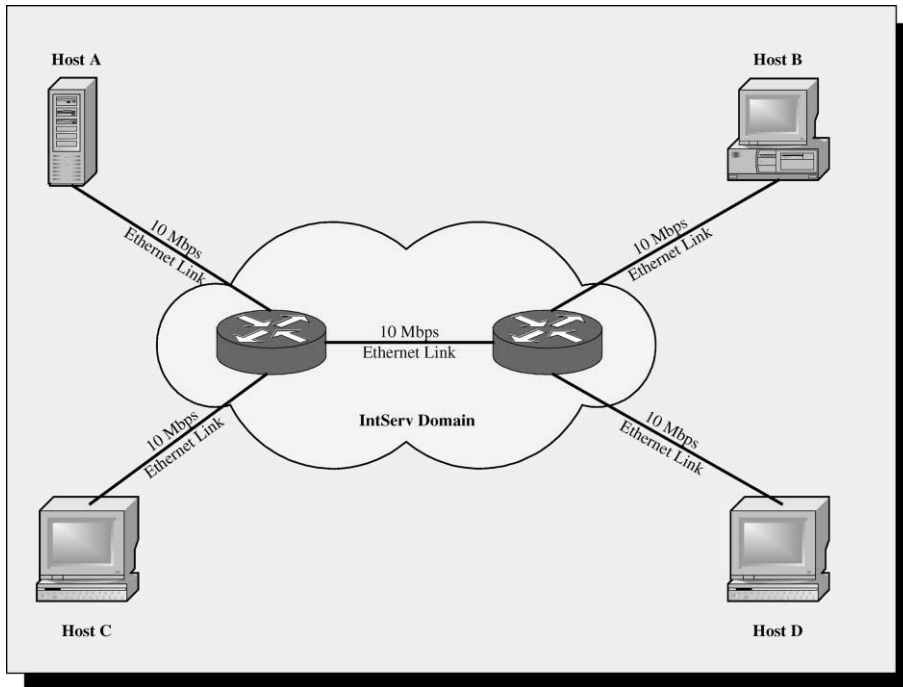 Host A
Host B
10 Mbps
Ethernet Link
10 Mbps
Ethernet Link
10 Mbps
Ethernet Link
IntServ Domain
10 Mbps
Ethernet Link
10 Mbps
Ethernet Link
Host C
Host D